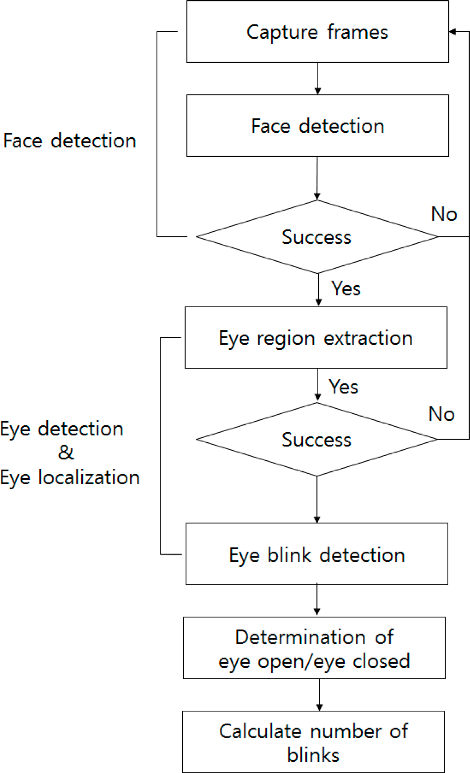 Capture frames
Face detection
Face detection
Success
No
Yes
Eye region extraction
Yes
No
Eye detection
&
Eye localization
Success
Eye blink detection
Determination of
eye open/eye closed
Calculate number of
blinks